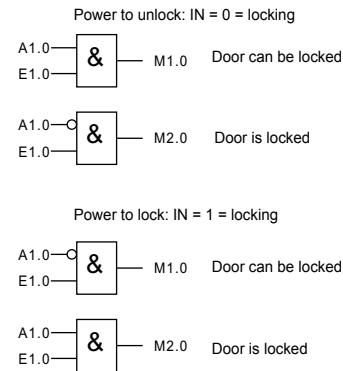 Power to unlock: IN = 0 = locking
A1.0
E1.0
&
M1.0
Door can be locked
A1.0
E1.0
&
M2.0
Door is locked
Power to lock: IN = 1 = locking
A1.0
E1.0
&
M1.0
Door can be locked
A1.0
E1.0
&
M2.0
Door is locked